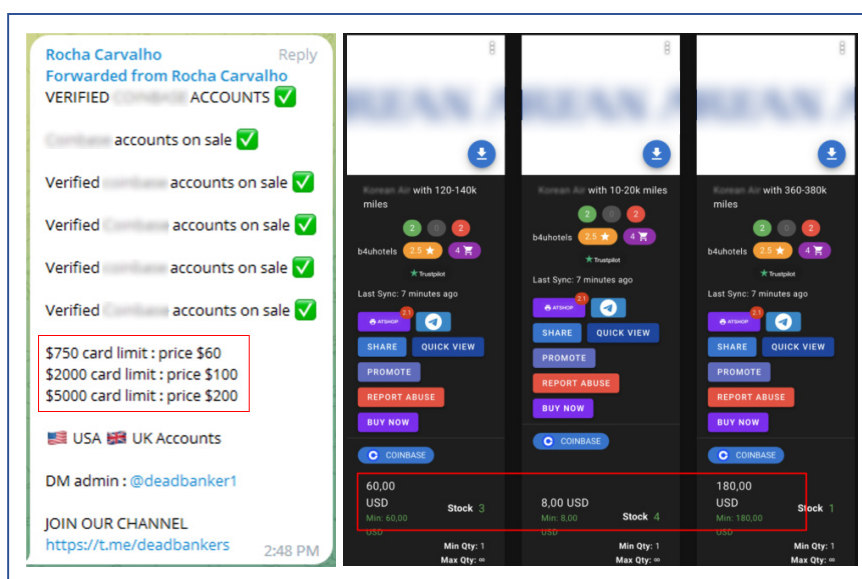 Rocha Carvalho Reply
Forwarded from Rocha Carvalho
VERIFIED ACCOUNTS ✅
accounts on sale ✅
Verified accounts on sale ✅
Verified accounts on sale ✅
Verified accounts on sale ✅
Verified accounts on sale ✅
$750 card limit : price $60
$2000 card limit : price $100
$5000 card limit : price $200
🇺🇸 USA 🇬🇧 UK Accounts
DM admin : @deadbanker1
JOIN OUR CHANNEL
https://t.me/deadbankers 2:48 PM
with 120-140k
miles
2 0 2
b4uhotels 2.5 ★ 4
Trustpilot
Last Sync: 7 minutes ago
ATSHOP 2.1
SHARE QUICK VIEW
PROMOTE
REPORT ABUSE
BUY NOW
COINBASE
60,00
USD
Stock 3
Min: 60,00
USD
Min Qty: 1
Max Qty: ∞
with 10-20k miles
2 0 2
b4uhotels 2.5 ★ 4
Trustpilot
Last Sync: 7 minutes ago
ATSHOP 2.1
SHARE QUICK VIEW
PROMOTE
REPORT ABUSE
BUY NOW
COINBASE
8,00 USD
Stock 4
Min: 8,00
USD
Min Qty: 1
Max Qty: ∞
with 360-380k
miles
2 0 2
b4uhotels 2.5 ★ 4
Trustpilot
Last Sync: 7 minutes ago
ATSHOP 2.1
SHARE QUICK VIEW
PROMOTE
REPORT ABUSE
BUY NOW
COINBASE
180,00
USD
Stock 1
Min: 180,00
USD
Min Qty: 1
Max Qty: ∞